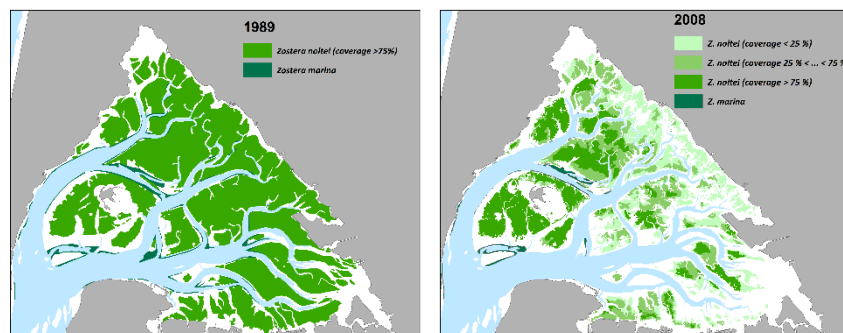 1989
Zostera noltei (coverage >75%)
Zostera marina
2008
Z. noltei (coverage < 25 %)
Z. noltei (coverage 25 % < ... < 75 %)
Z. noltei (coverage > 75 %)
Z. marina